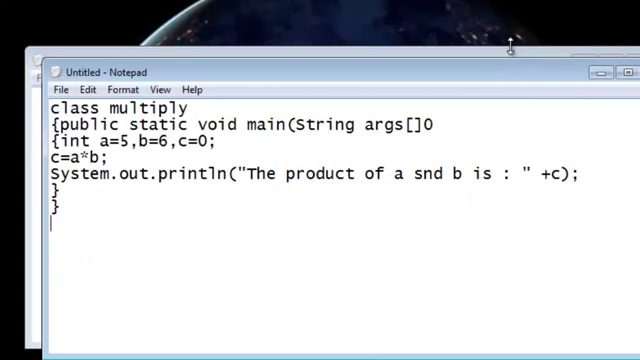 Untitled - Notepad
File Edit Format View Help
class multiply
{public static void main(String args[]0
{int a=5,b=6,c=0;
c=a*b;
System.out.println("The product of a snd b is : " +c);
}
}